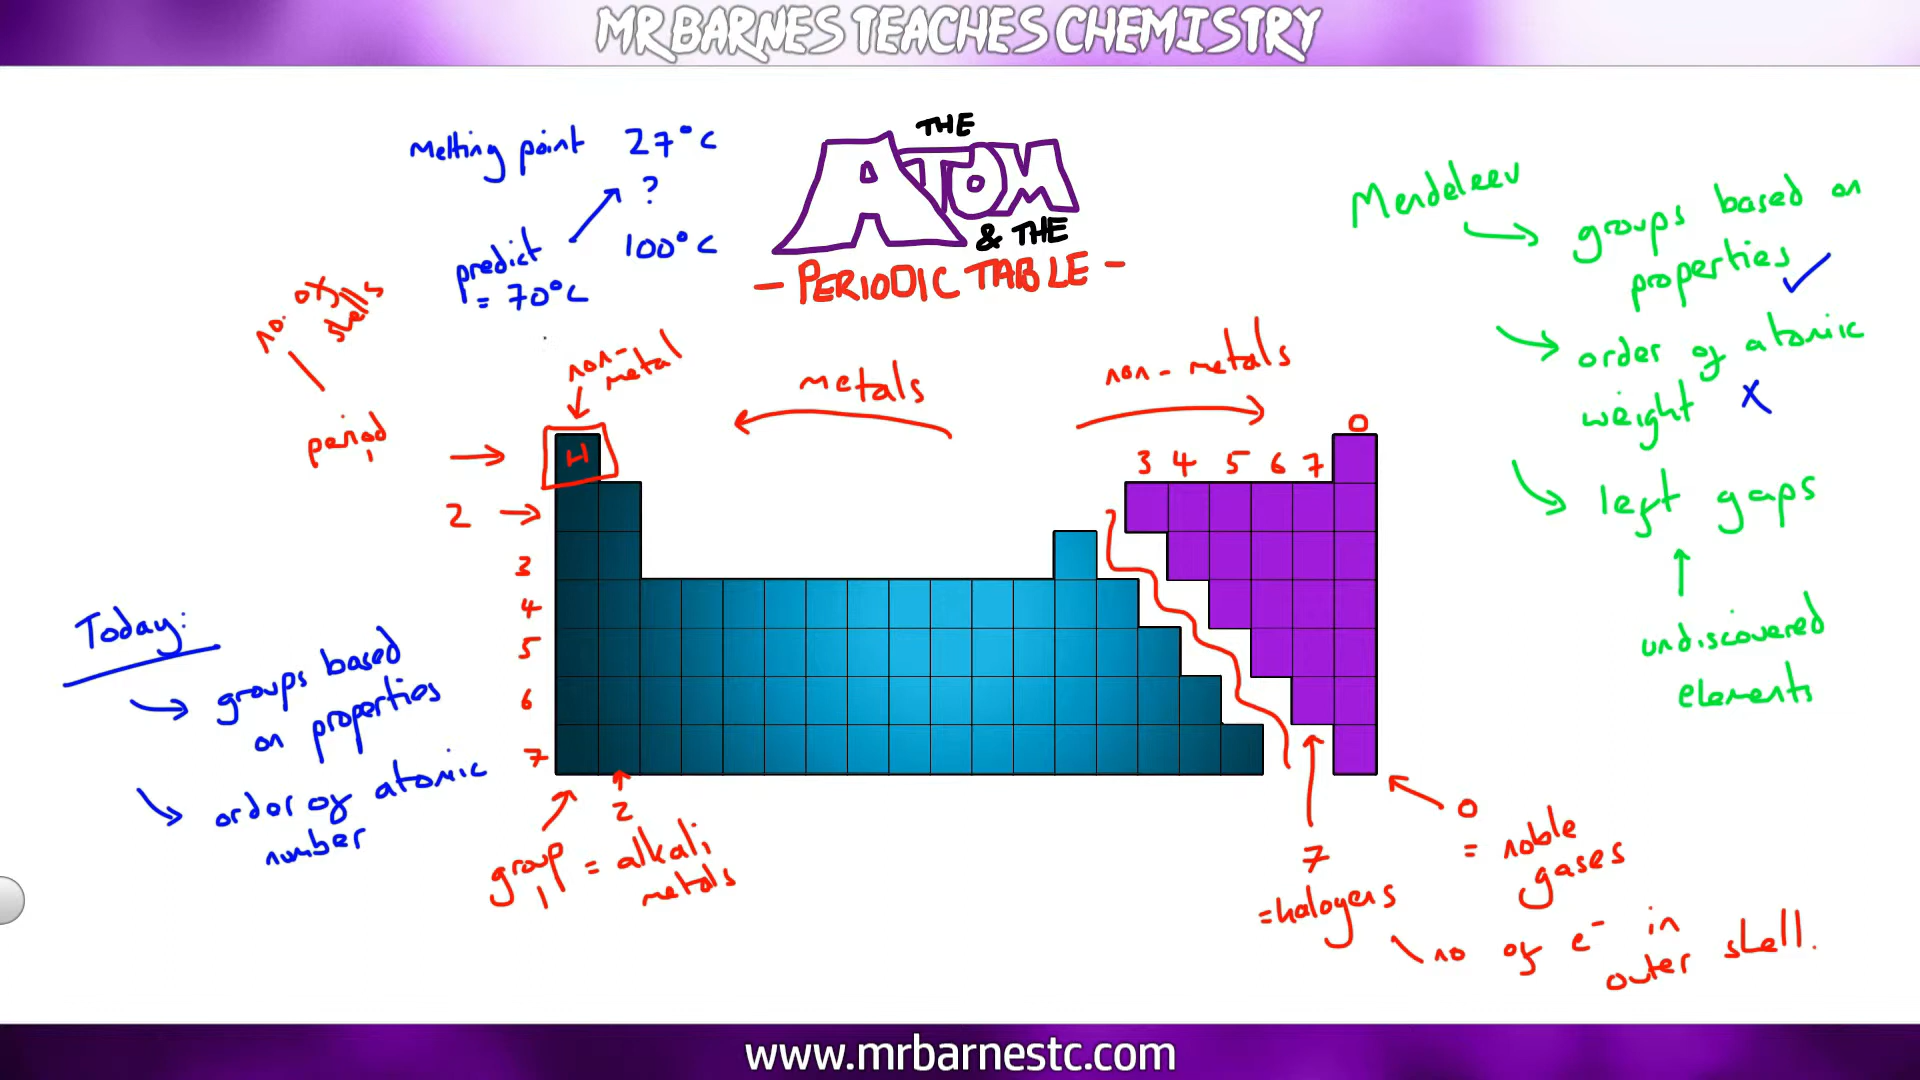 MR BARNES TEACHES CHEMISTRY
THE
ATOM
& THE
- PERIODIC TABLE -
Melting point 27°C
?
100°C
predict
= 70°C
no. of
shells
period
1
2
3
4
5
6
7
non-
metal
H
metals
non-metals
0
3 4 5 6 7
Mendeleev
groups based on
properties ✓
order of atomic
weight X
left gaps
undiscovered
elements
Today:
groups based
on properties
order of atomic
number
2
group = alkali
1 metals
7
= halogens
0
= noble
gases
no of e⁻ in
outer shell.
www.mrbarnestc.com